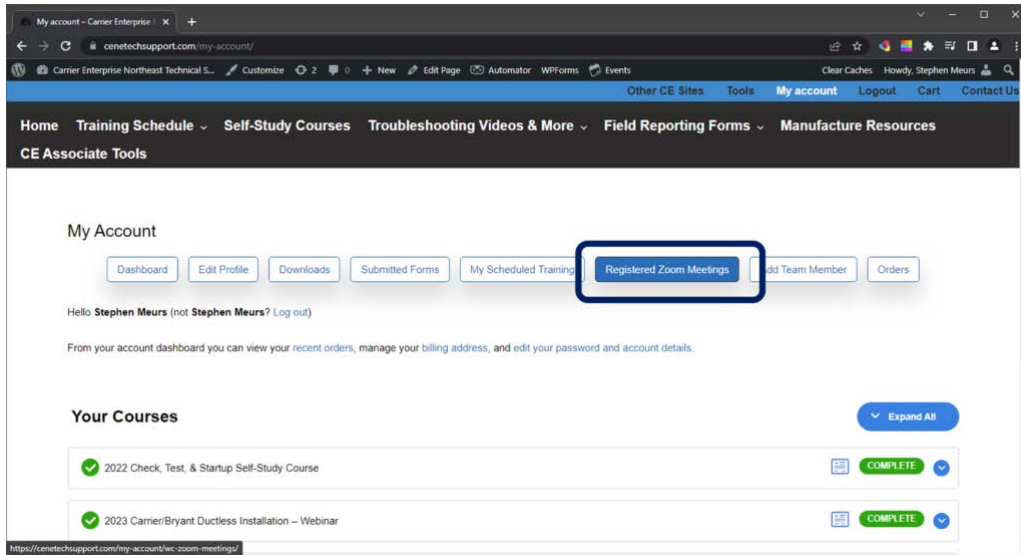 My account – Carrier Enterprise
cenetechsupport.com/my-account/
Carrier Enterprise Northeast Technical S... Customize 2 0 + New Edit Page Automator WPForms Events Clear Caches Howdy, Stephen Meurs
Other CE Sites Tools My account Logout Cart Contact Us
Home Training Schedule Self-Study Courses Troubleshooting Videos & More Field Reporting Forms Manufacture Resources
CE Associate Tools
My Account
Dashboard Edit Profile Downloads Submitted Forms My Scheduled Training Registered Zoom Meetings Add Team Member Orders
Hello Stephen Meurs (not Stephen Meurs? Log out)
From your account dashboard you can view your recent orders, manage your billing address, and edit your password and account details.
Your Courses Expand All
2022 Check, Test, & Startup Self-Study Course COMPLETE
2023 Carrier/Bryant Ductless Installation – Webinar COMPLETE
https://cenetechsupport.com/my-account/wc-zoom-meetings/